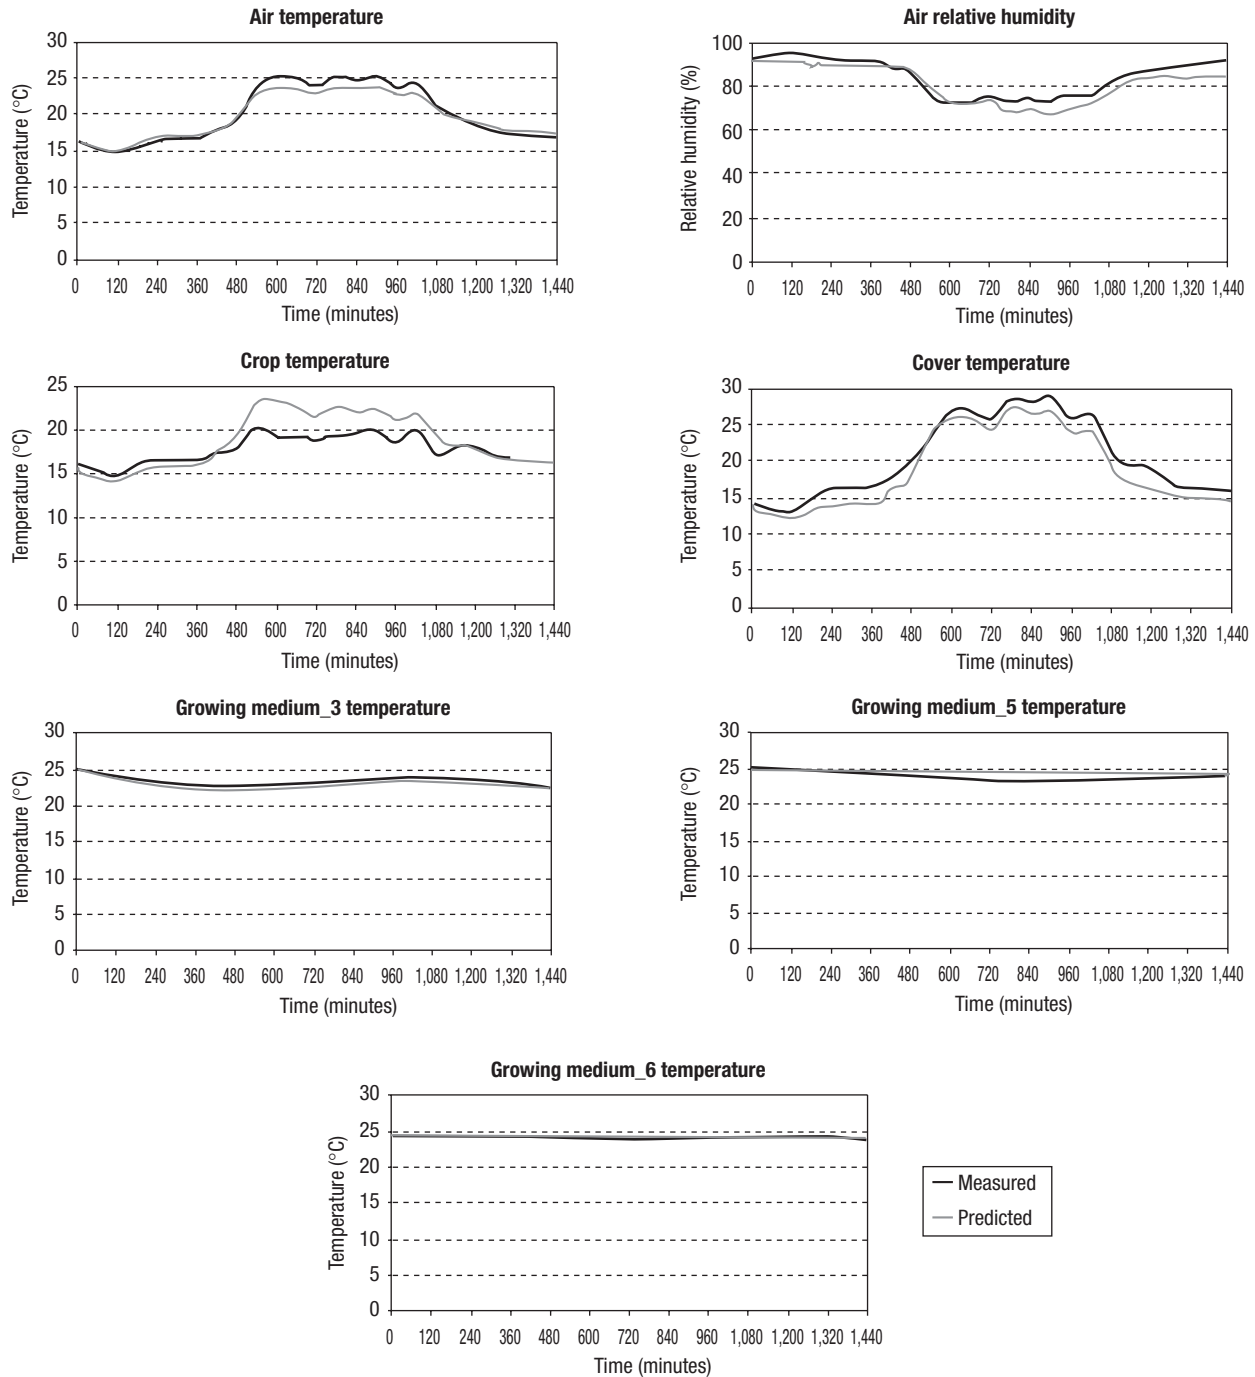 Air temperature
30
25
20
15
10
5
0
Temperature (°C)
0 120 240 360 480 600 720 840 960 1,080 1,200 1,320 1,440
Time (minutes)
Air relative humidity
100
80
60
40
20
0
Relative humidity (%)
0 120 240 360 480 600 720 840 960 1,080 1,200 1,320 1,440
Time (minutes)
Crop temperature
25
20
15
10
5
0
Temperature (°C)
0 120 240 360 480 600 720 840 960 1,080 1,200 1,320 1,440
Time (minutes)
Cover temperature
30
25
20
15
10
5
0
Temperature (°C)
0 120 240 360 480 600 720 840 960 1,080 1,200 1,320 1,440
Time (minutes)
Growing medium_3 temperature
30
25
20
15
10
5
0
Temperature (°C)
0 120 240 360 480 600 720 840 960 1,080 1,200 1,320 1,440
Time (minutes)
Growing medium_5 temperature
30
25
20
15
10
5
0
Temperature (°C)
0 120 240 360 480 600 720 840 960 1,080 1,200 1,320 1,440
Time (minutes)
Growing medium_6 temperature
30
25
20
15
10
5
0
Temperature (°C)
0 120 240 360 480 600 720 840 960 1,080 1,200 1,320 1,440
Time (minutes)
Measured
Predicted